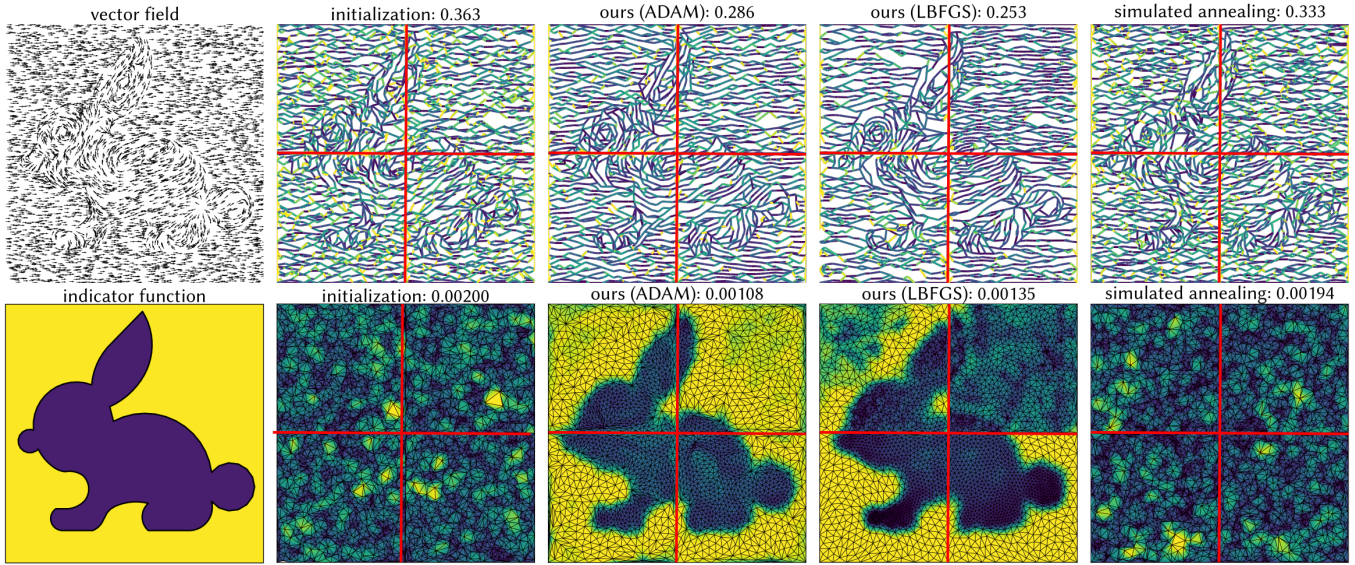 vector field
initialization: 0.363
ours (ADAM): 0.286
ours (LBFGS): 0.253
simulated annealing: 0.333
indicator function
initialization: 0.00200
ours (ADAM): 0.00108
ours (LBFGS): 0.00135
simulated annealing: 0.00194